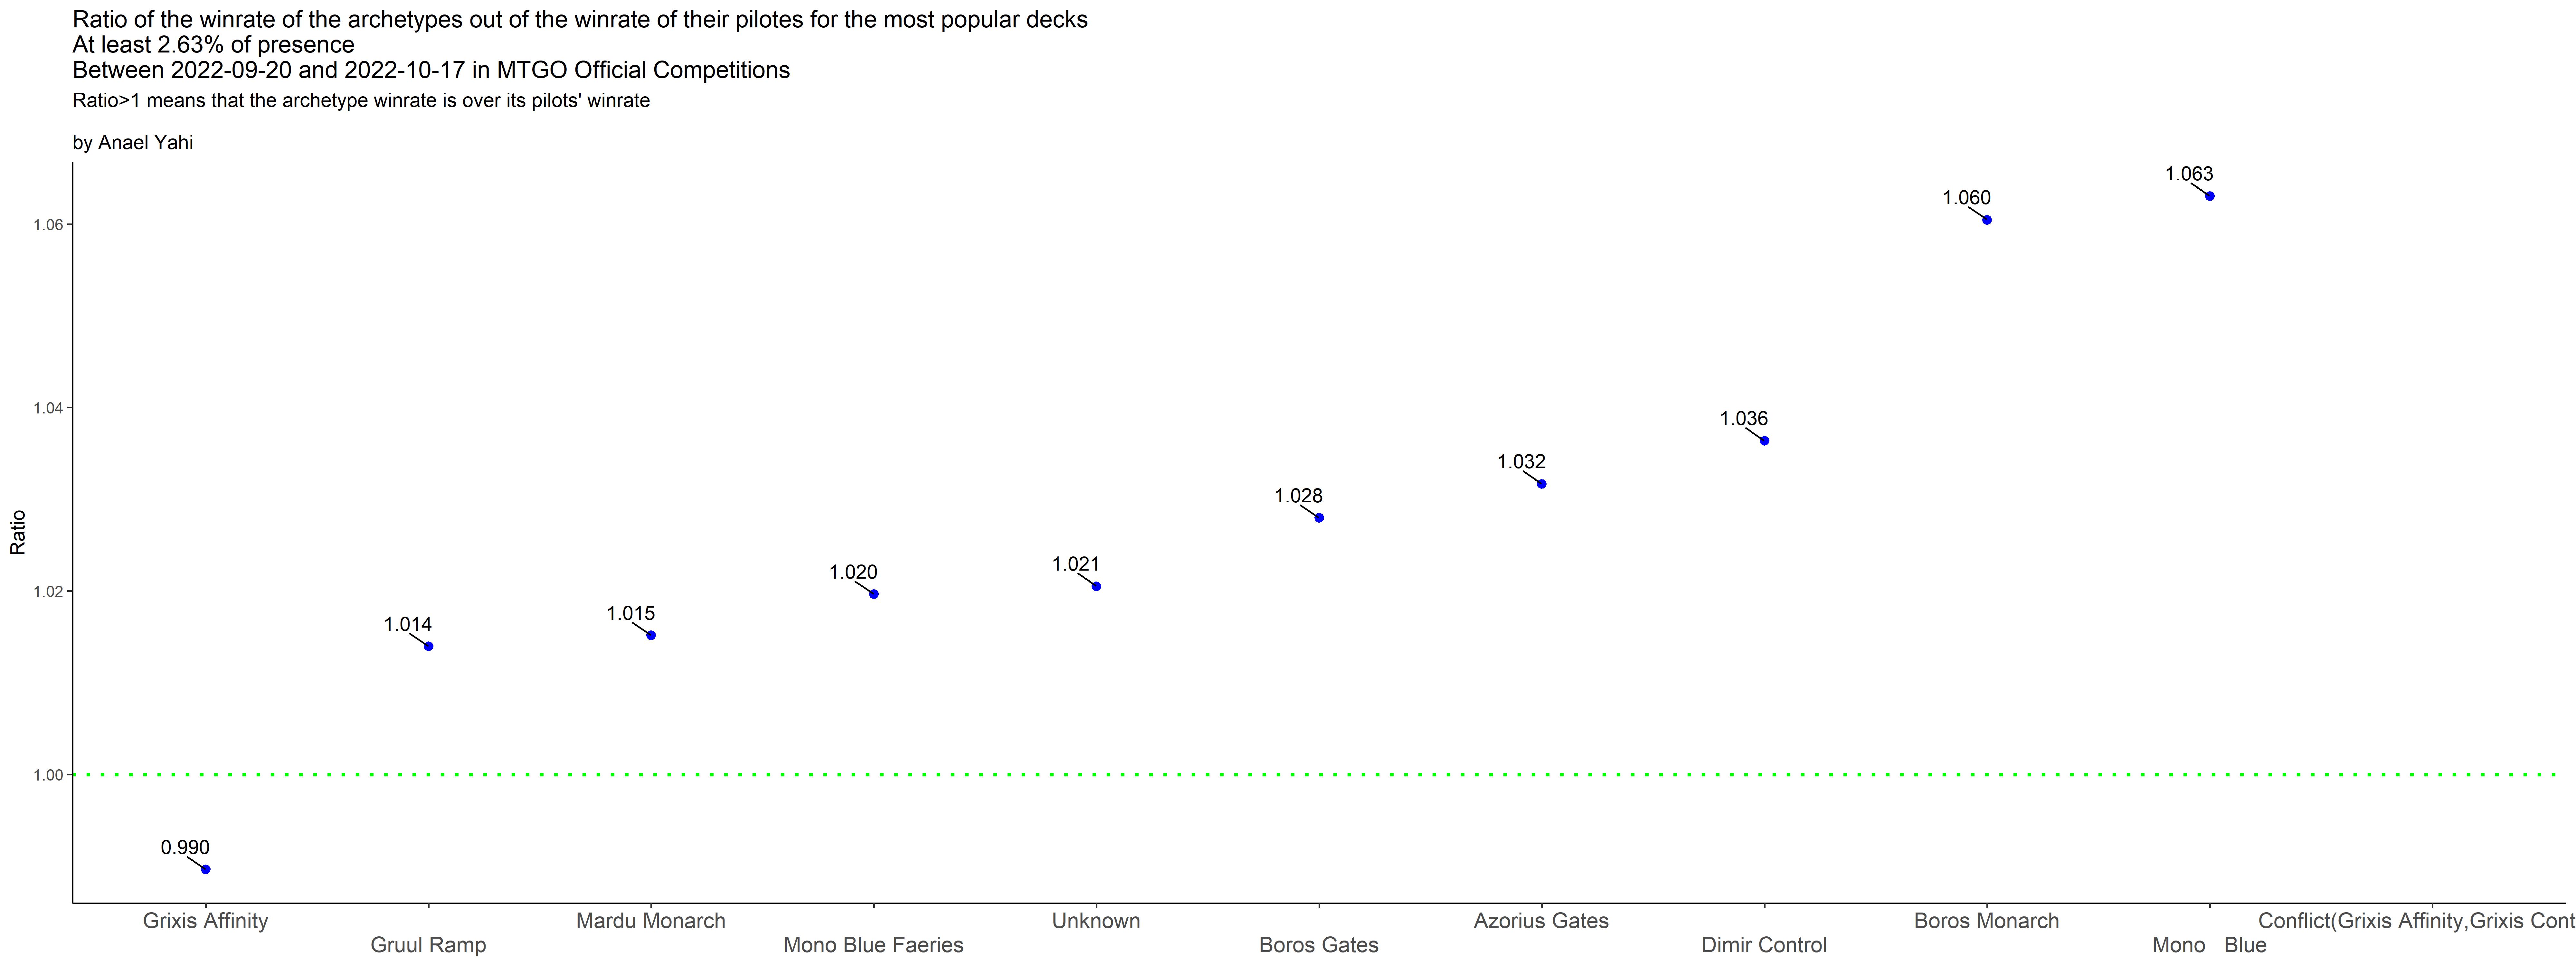 Ratio of the winrate of the archetypes out of the winrate of their pilotes for the most popular decks
At least 2.63% of presence
Between 2022-09-20 and 2022-10-17 in MTGO Official Competitions
Ratio>1 means that the archetype winrate is over its pilots' winrate
by Anael Yahi
1.063
1.060
1.06
1.036
1.04
1.032
1.028
1.021
1.020
1.02
1.015
1.014
1.00
0.990
Ratio
Grixis Affinity
Gruul Ramp
Mardu Monarch
Mono Blue Faeries
Unknown
Boros Gates
Azorius Gates
Dimir Control
Boros Monarch
Mono Blue
Conflict(Grixis Affinity,Grixis Cont